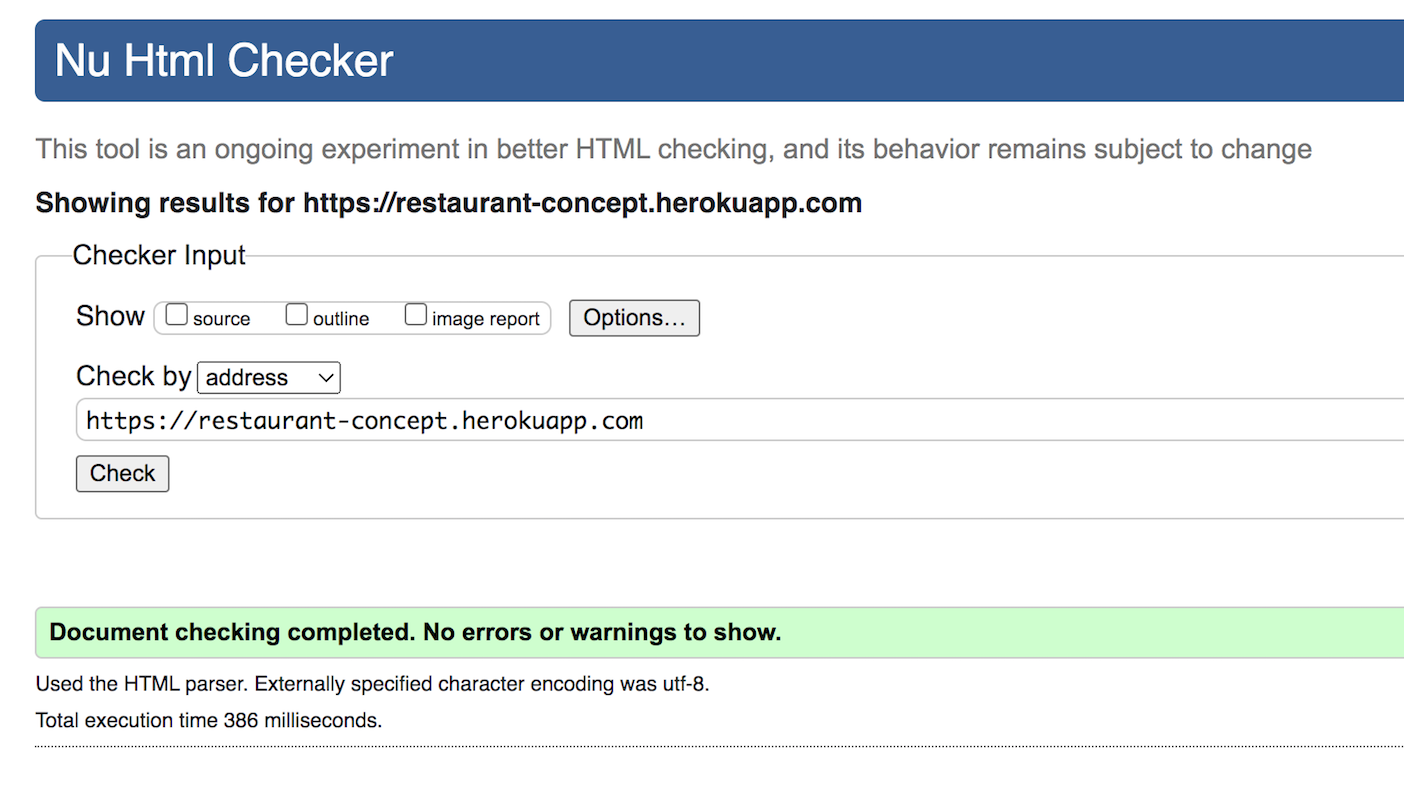 Nu Html Checker
This tool is an ongoing experiment in better HTML checking, and its behavior remains subject to change
Showing results for https://restaurant-concept.herokuapp.com
Checker Input
Show source outline image report Options...
Check by address
https://restaurant-concept.herokuapp.com
Check
Document checking completed. No errors or warnings to show.
Used the HTML parser. Externally specified character encoding was utf-8.
Total execution time 386 milliseconds.